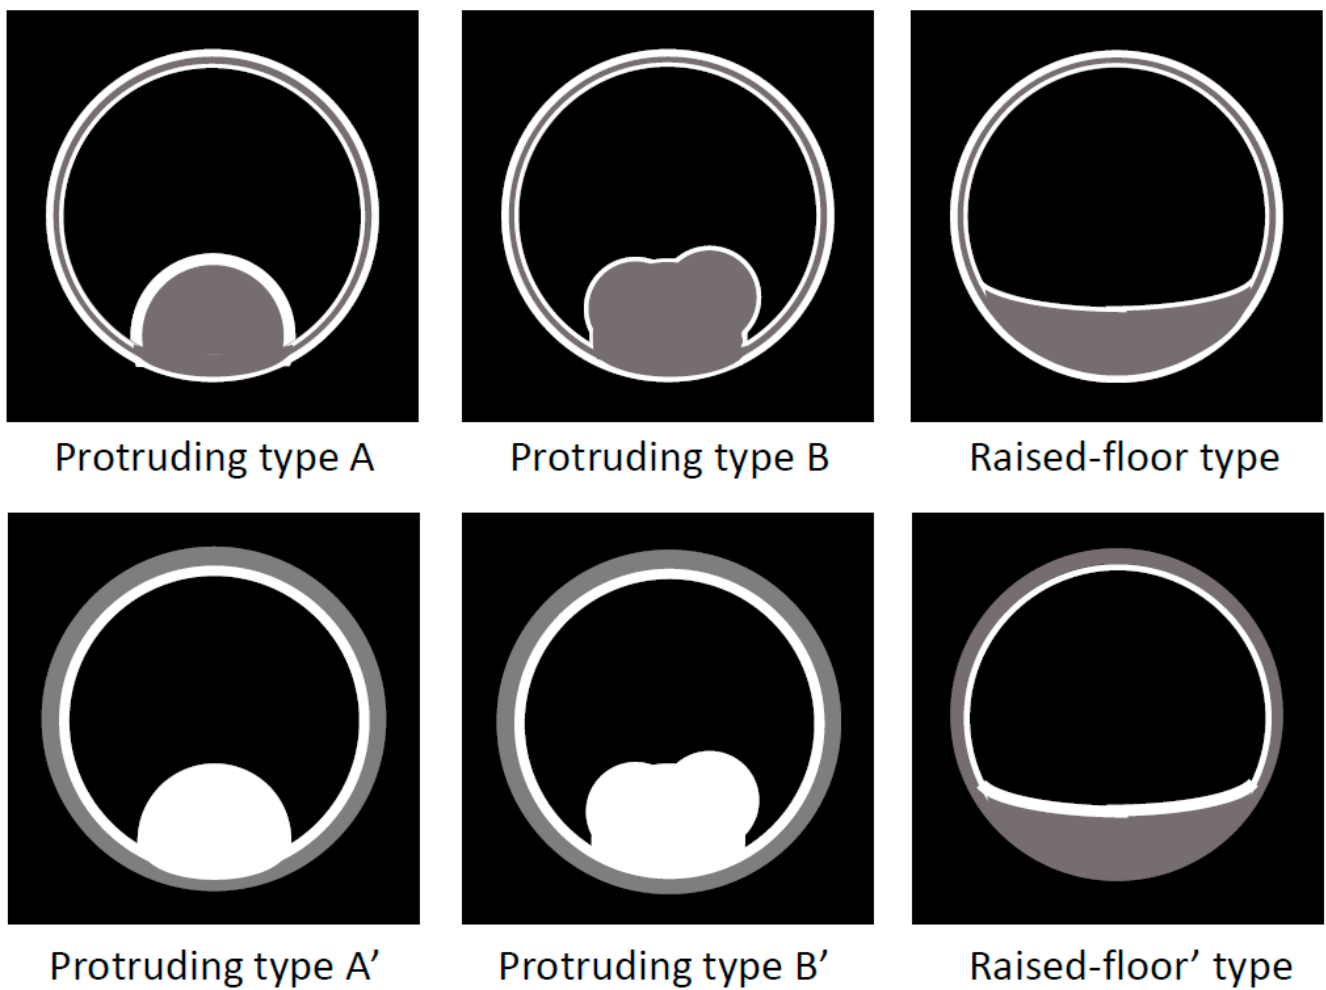 Protruding type A
Protruding type B
Raised-floor type
Protruding type A’
Protruding type B’
Raised-floor’ type